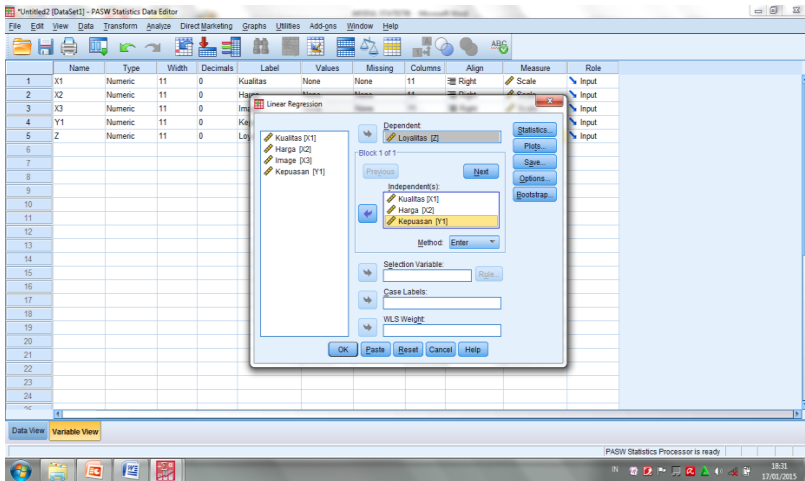 *Untitled2 [DataSet1] - PASW Statistics Data Editor
File Edit View Data Transform Analyze Direct Marketing Graphs Utilities Add-ons Window Help
Name Type Width Decimals Label Values Missing Columns Align Measure Role
1 X1 Numeric 11 0 Kualitas None None 11 Right Scale Input
2 X2 Numeric 11 0 Input
3 X3 Numeric 11 0 Input
4 Y1 Numeric 11 0 Input
5 Z Numeric 11 0 Input
6
7
8
9
10
11
12
13
14
15
16
17
18
19
20
21
22
23
24
Linear Regression
Kualitas [X1]
Harga [X2]
Image [X3]
Kepuasan [Y1]
Dependent:
Loyalitas [Z]
Block 1 of 1
Previous Next
Independent(s):
Kualitas [X1]
Harga [X2]
Kepuasan [Y1]
Method: Enter
Selection Variable:
Rule...
Case Labels:
WLS Weight:
Statistics...
Plots...
Save...
Options...
Bootstrap...
OK Paste Reset Cancel Help
Data View Variable View
PASW Statistics Processor is ready
IN
18:31
17/01/2015